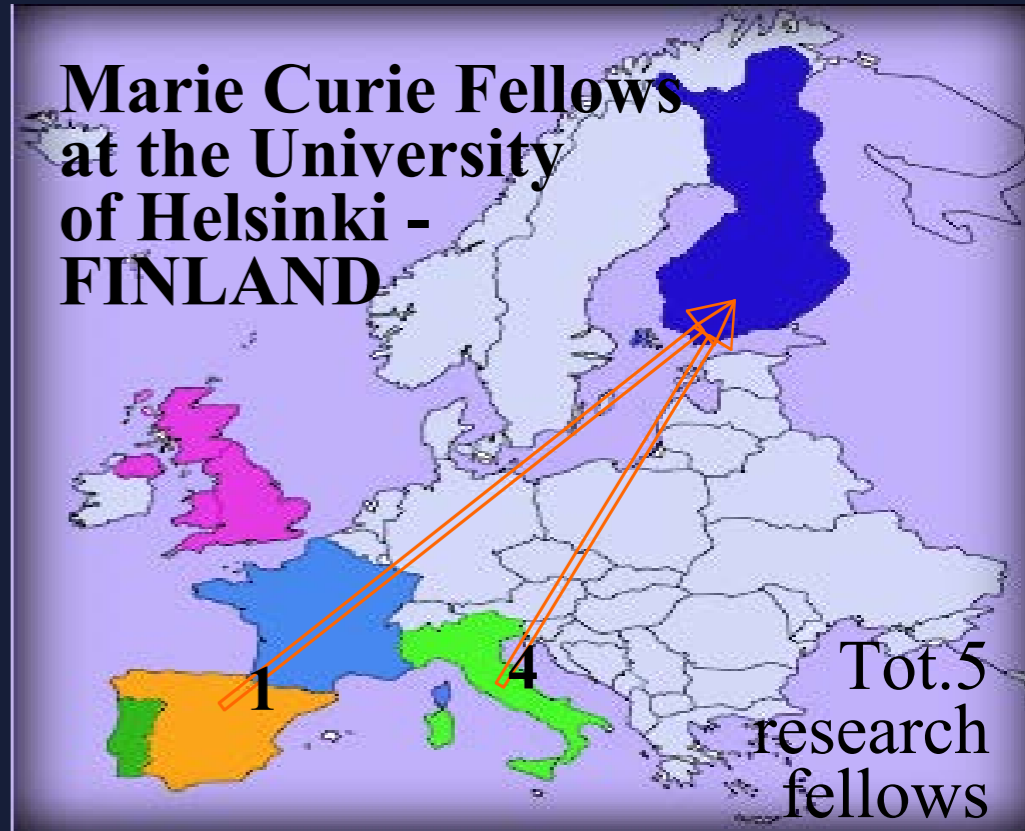 Marie Curie Fellows
at the University
of Helsinki -
FINLAND
1
4
Tot.5
research
fellows